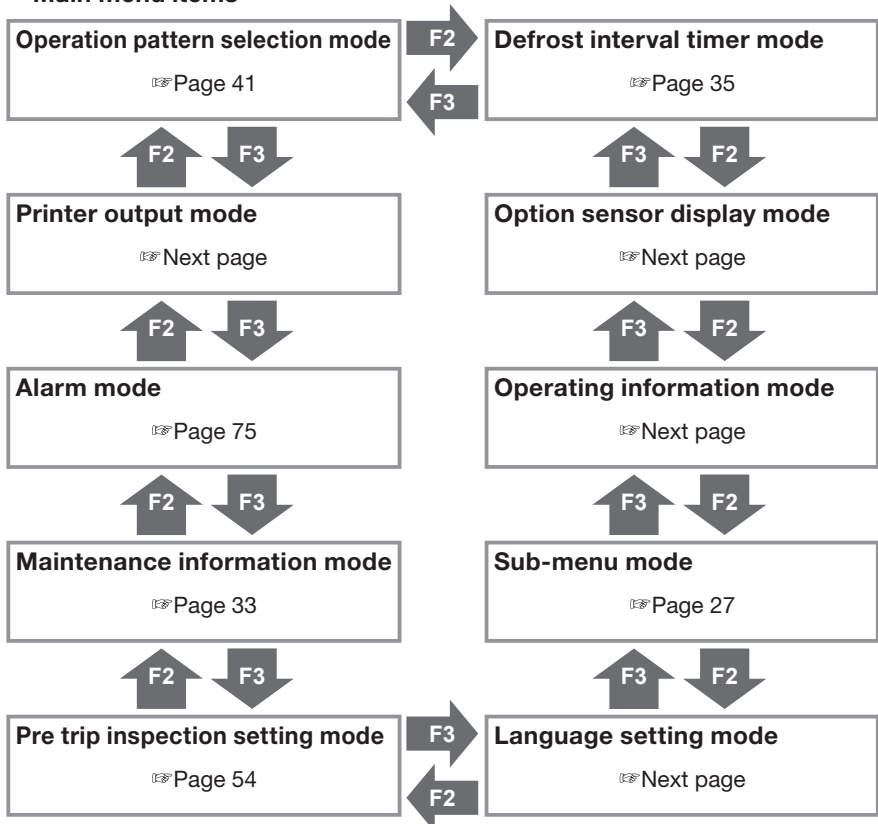 Main menu items
Operation pattern selection mode
☞Page 41
F2
F3
Defrost interval timer mode
☞Page 35
F2 F3
F3 F2
Printer output mode
☞Next page
Option sensor display mode
☞Next page
F2 F3
F3 F2
Alarm mode
☞Page 75
Operating information mode
☞Next page
F2 F3
F3 F2
Maintenance information mode
☞Page 33
Sub-menu mode
☞Page 27
F2 F3
F3 F2
Pre trip inspection setting mode
☞Page 54
F3
F2
Language setting mode
☞Next page